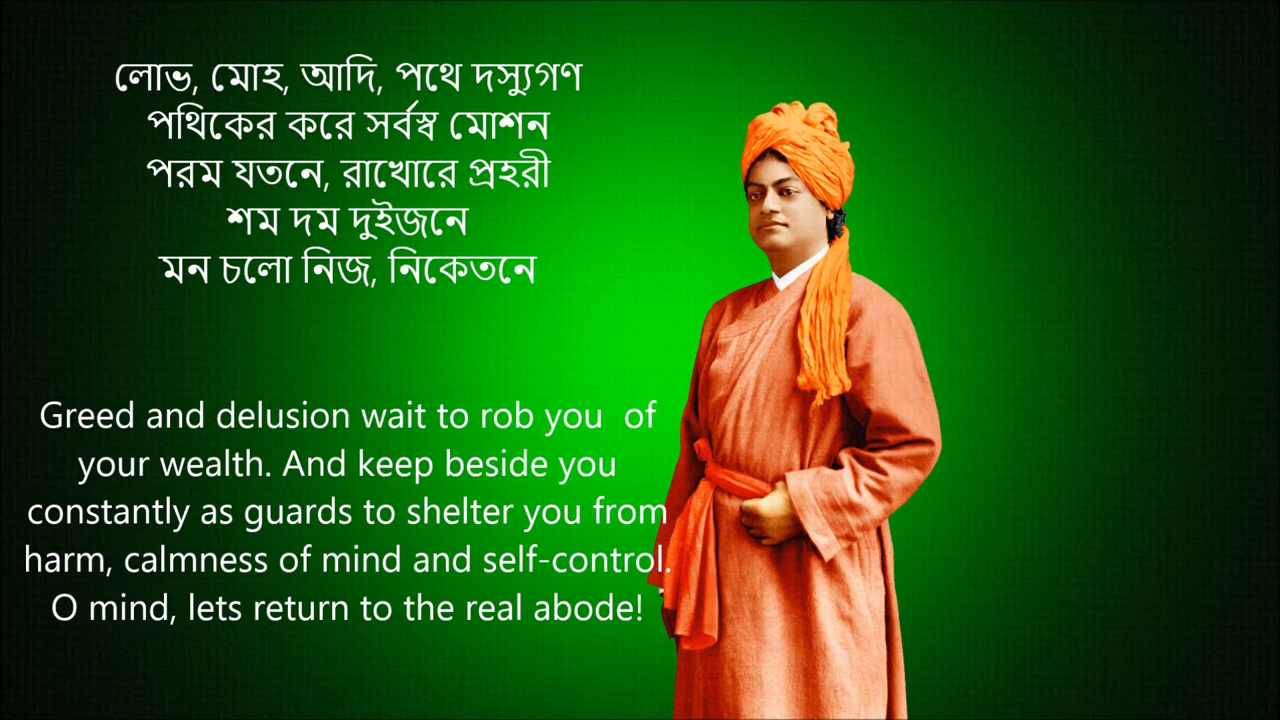 লোভ, মোহ, আদি, পথে দস্যুগণ
পথিকের করে সর্বস্ব মোশন
পরম যতনে, রাখোরে প্রহরী
শম দম দুইজনে
মন চলো নিজ, নিকেতনে
Greed and delusion wait to rob you  of
your wealth. And keep beside you
constantly as guards to shelter you from
harm, calmness of mind and self-control.
O mind, lets return to the real abode!